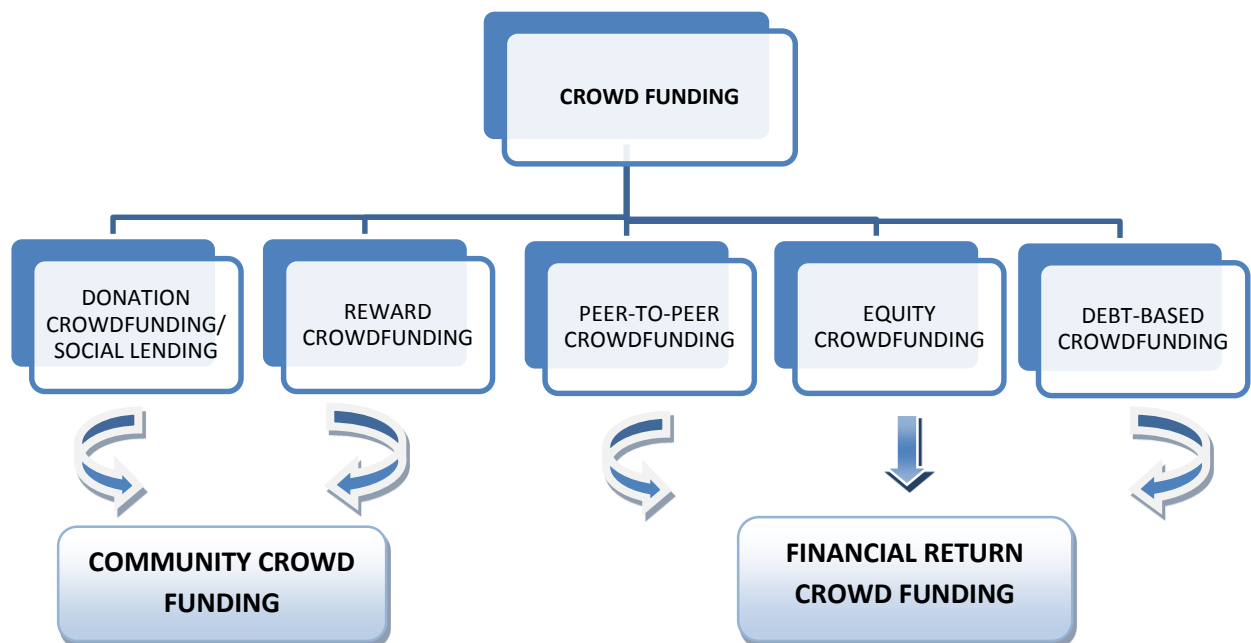 CROWD FUNDING
DONATION
CROWDFUNDING/
SOCIAL LENDING
REWARD
CROWDFUNDING
PEER-TO-PEER
CROWDFUNDING
EQUITY
CROWDFUNDING
DEBT-BASED
CROWDFUNDING
COMMUNITY CROWD
FUNDING
FINANCIAL RETURN
CROWD FUNDING